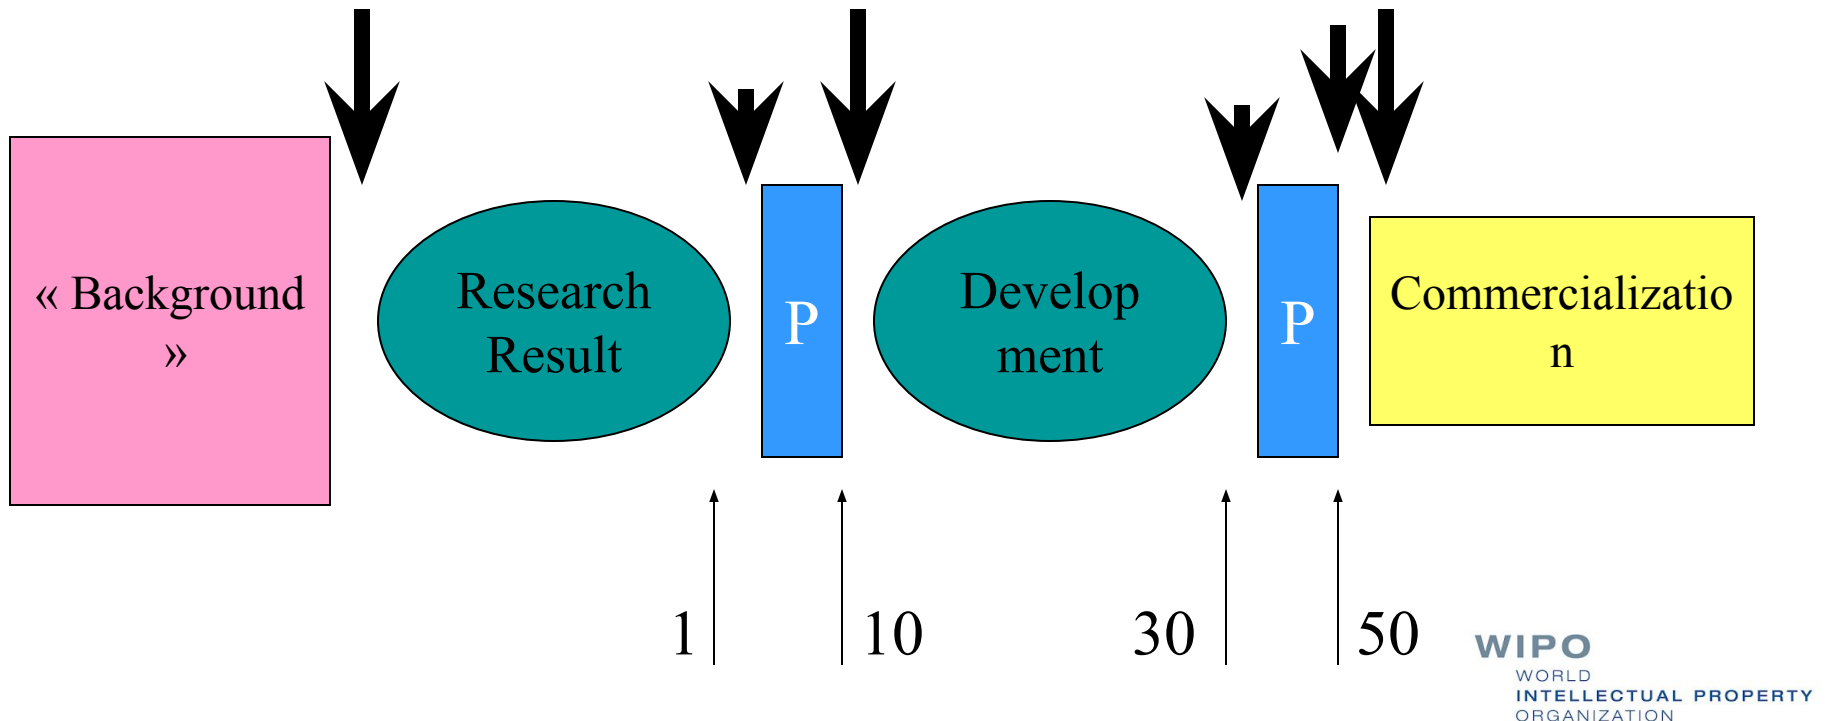 « Background
»
Research
Result
P
Develop
ment
P
Commercializatio
n
1
10
30
50
WIPO
WORLD
INTELLECTUAL PROPERTY
ORGANIZATION